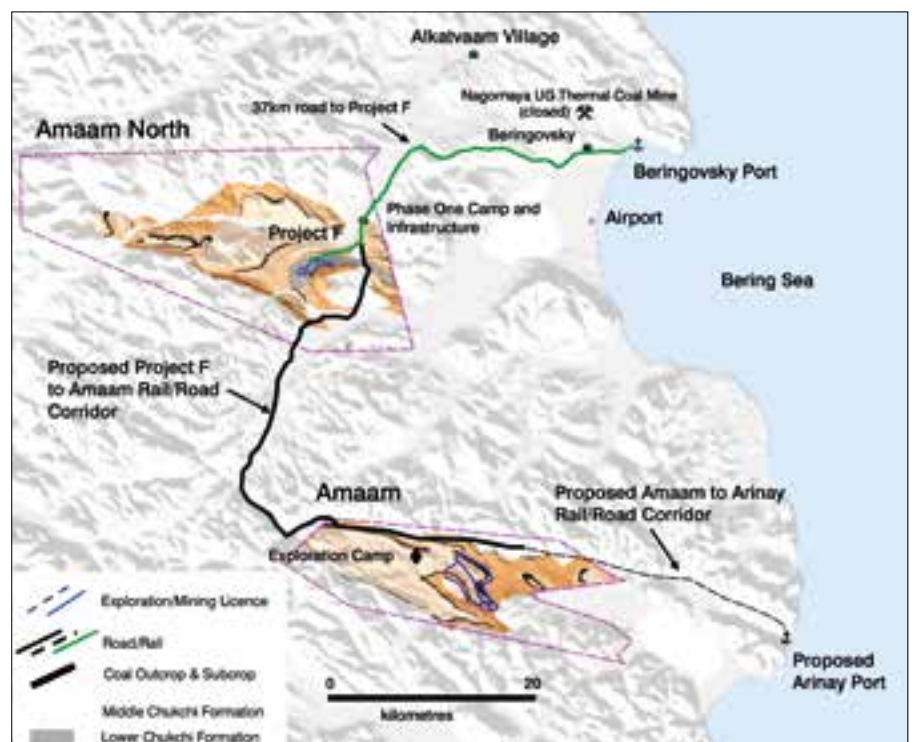 Alkatvaam Village
37km road to Project F
Nagornaya UG Thermal Coal Mine
(closed)
Amaam North
Beringovsky
Beringovsky Port
Phase One Camp and
Infrastructure
Airport
Project F
Bering Sea
Proposed Project F
to Amaam Rail/Road
Corridor
Amaam
Proposed Amaam to Arinay
Rail/Road Corridor
Exploration Camp
Exploration/Mining Licence
Road/Rail
Coal Outcrop & Subcrop
Middle Chukchi Formation
Lower Chukchi Formation
0 20
kilometres
Proposed
Arinay Port